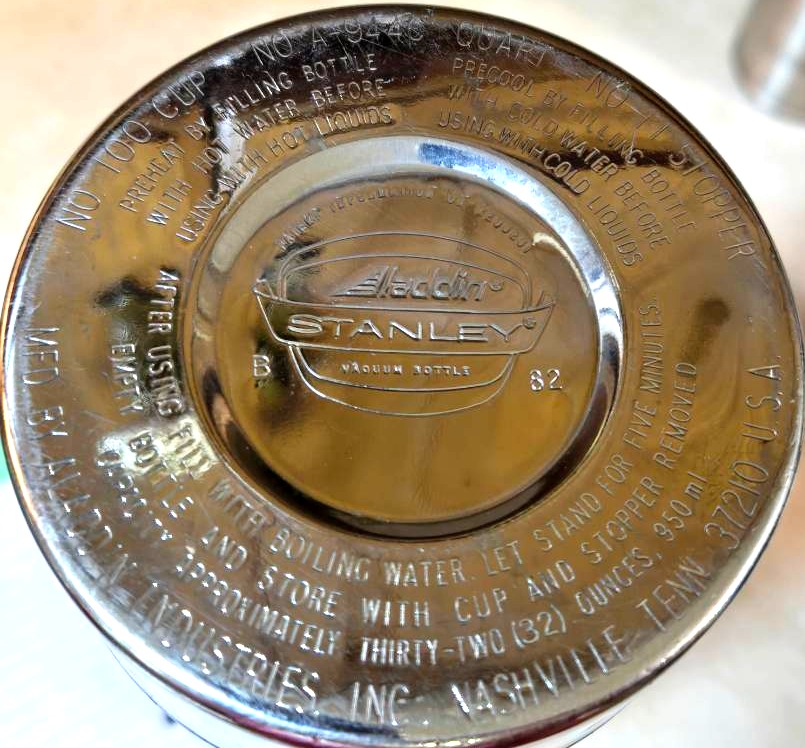 NO 100 CUP NO A-944C QUART NO 11 STOPPER
PREHEAT BY FILLING BOTTLE
WITH HOT WATER BEFORE
USING WITH HOT LIQUIDS
PRECOOL BY FILLING BOTTLE
WITH COLD WATER BEFORE
USING WITH COLD LIQUIDS
Aladdin®
STANLEY®
VACUUM BOTTLE
B 82
AFTER USING FILL WITH BOILING WATER. LET STAND FOR FIVE MINUTES.
EMPTY BOTTLE AND STORE WITH CUP AND STOPPER REMOVED
CAPACITY APPROXIMATELY THIRTY-TWO (32) OUNCES, 950 ml
MFD. BY ALADDIN INDUSTRIES, INC. NASHVILLE TENN 37210 U.S.A.